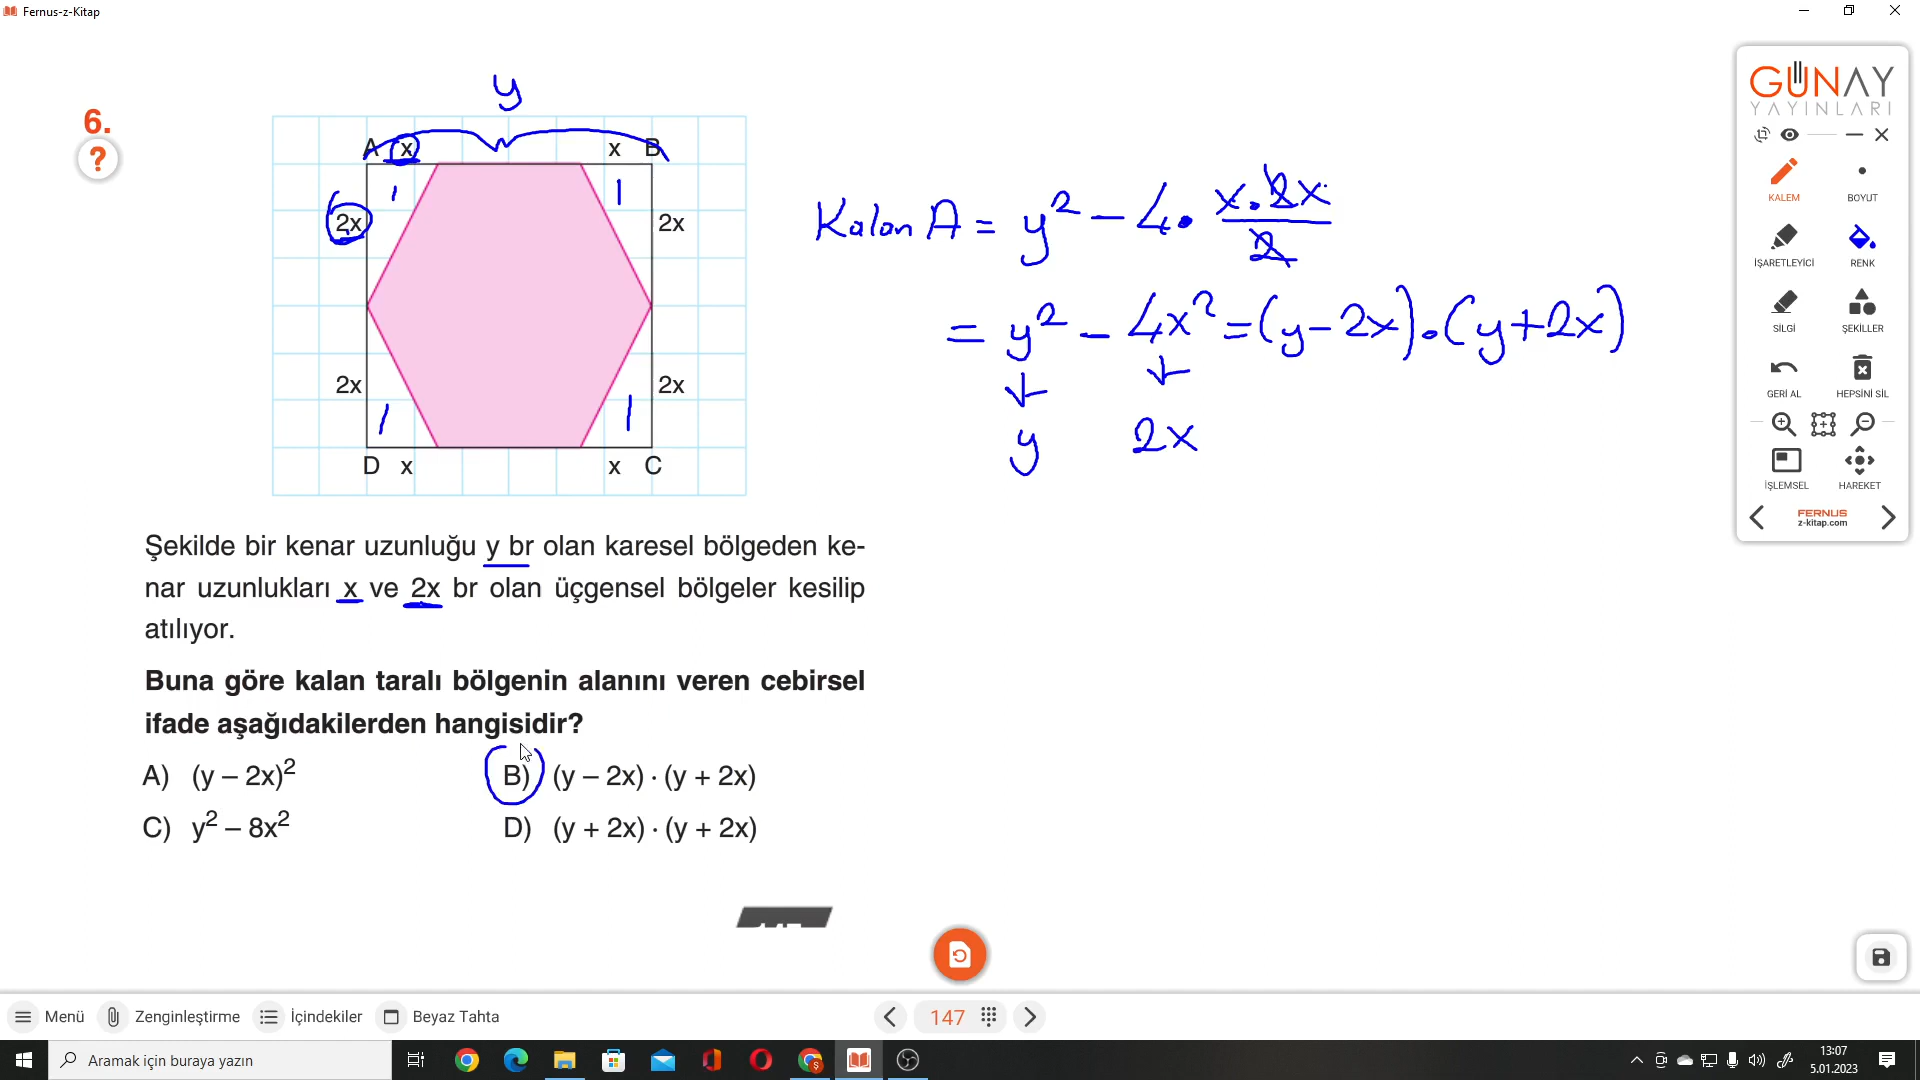 Fernus-z-Kitap
6.
?
y
A x x B
2x 2x
2x 2x
D x x C
1 1
1 1
Kalan A = y² – 4 · x · 2x / 2
= y² – 4x² = (y – 2x) · (y + 2x)
y 2x
Şekilde bir kenar uzunluğu y br olan karesel bölgeden ke-
nar uzunlukları x ve 2x br olan üçgensel bölgeler kesilip
atılıyor.
Buna göre kalan taralı bölgenin alanını veren cebirsel
ifade aşağıdakilerden hangisidir?
A) (y – 2x)² B) (y – 2x) · (y + 2x)
C) y² – 8x² D) (y + 2x) · (y + 2x)
GÜNAY
YAYINLARI
KALEM BOYUT
İŞARETLEYİCİ RENK
SİLGİ ŞEKİLLER
GERİ AL HEPSİNİ SİL
İŞLEMSEL HAREKET
FERNUS
z-kitap.com
Menü Zenginleştirme İçindekiler Beyaz Tahta 147
Aramak için buraya yazın
13:07
5.01.2023